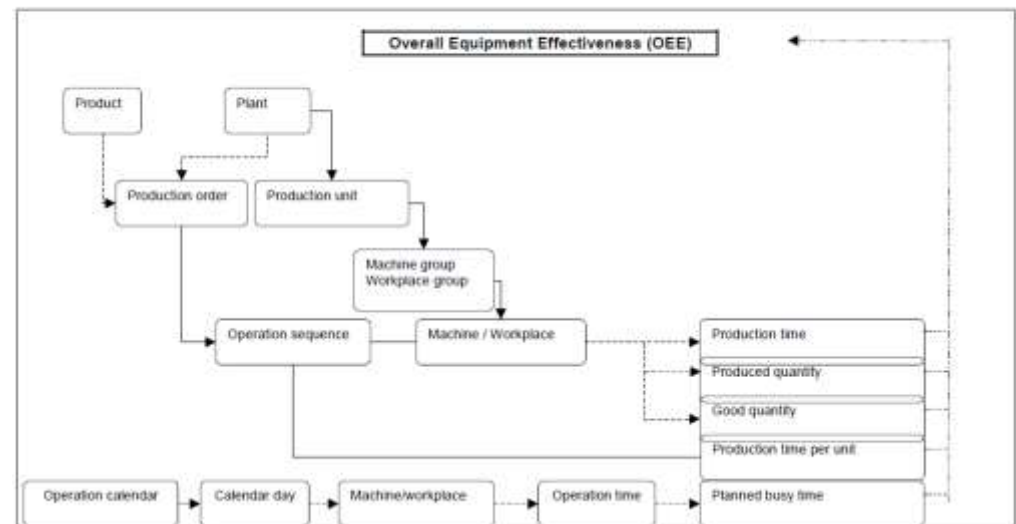 Overall Equipment Effectiveness (OEE)
Product
Plant
Production order
Production unit
Machine group
Workplace group
Operation sequence
Machine / Workplace
Production time
Produced quantity
Good quantity
Production time per unit
Operation calendar
Calendar day
Machine/workplace
Operation time
Planned busy time